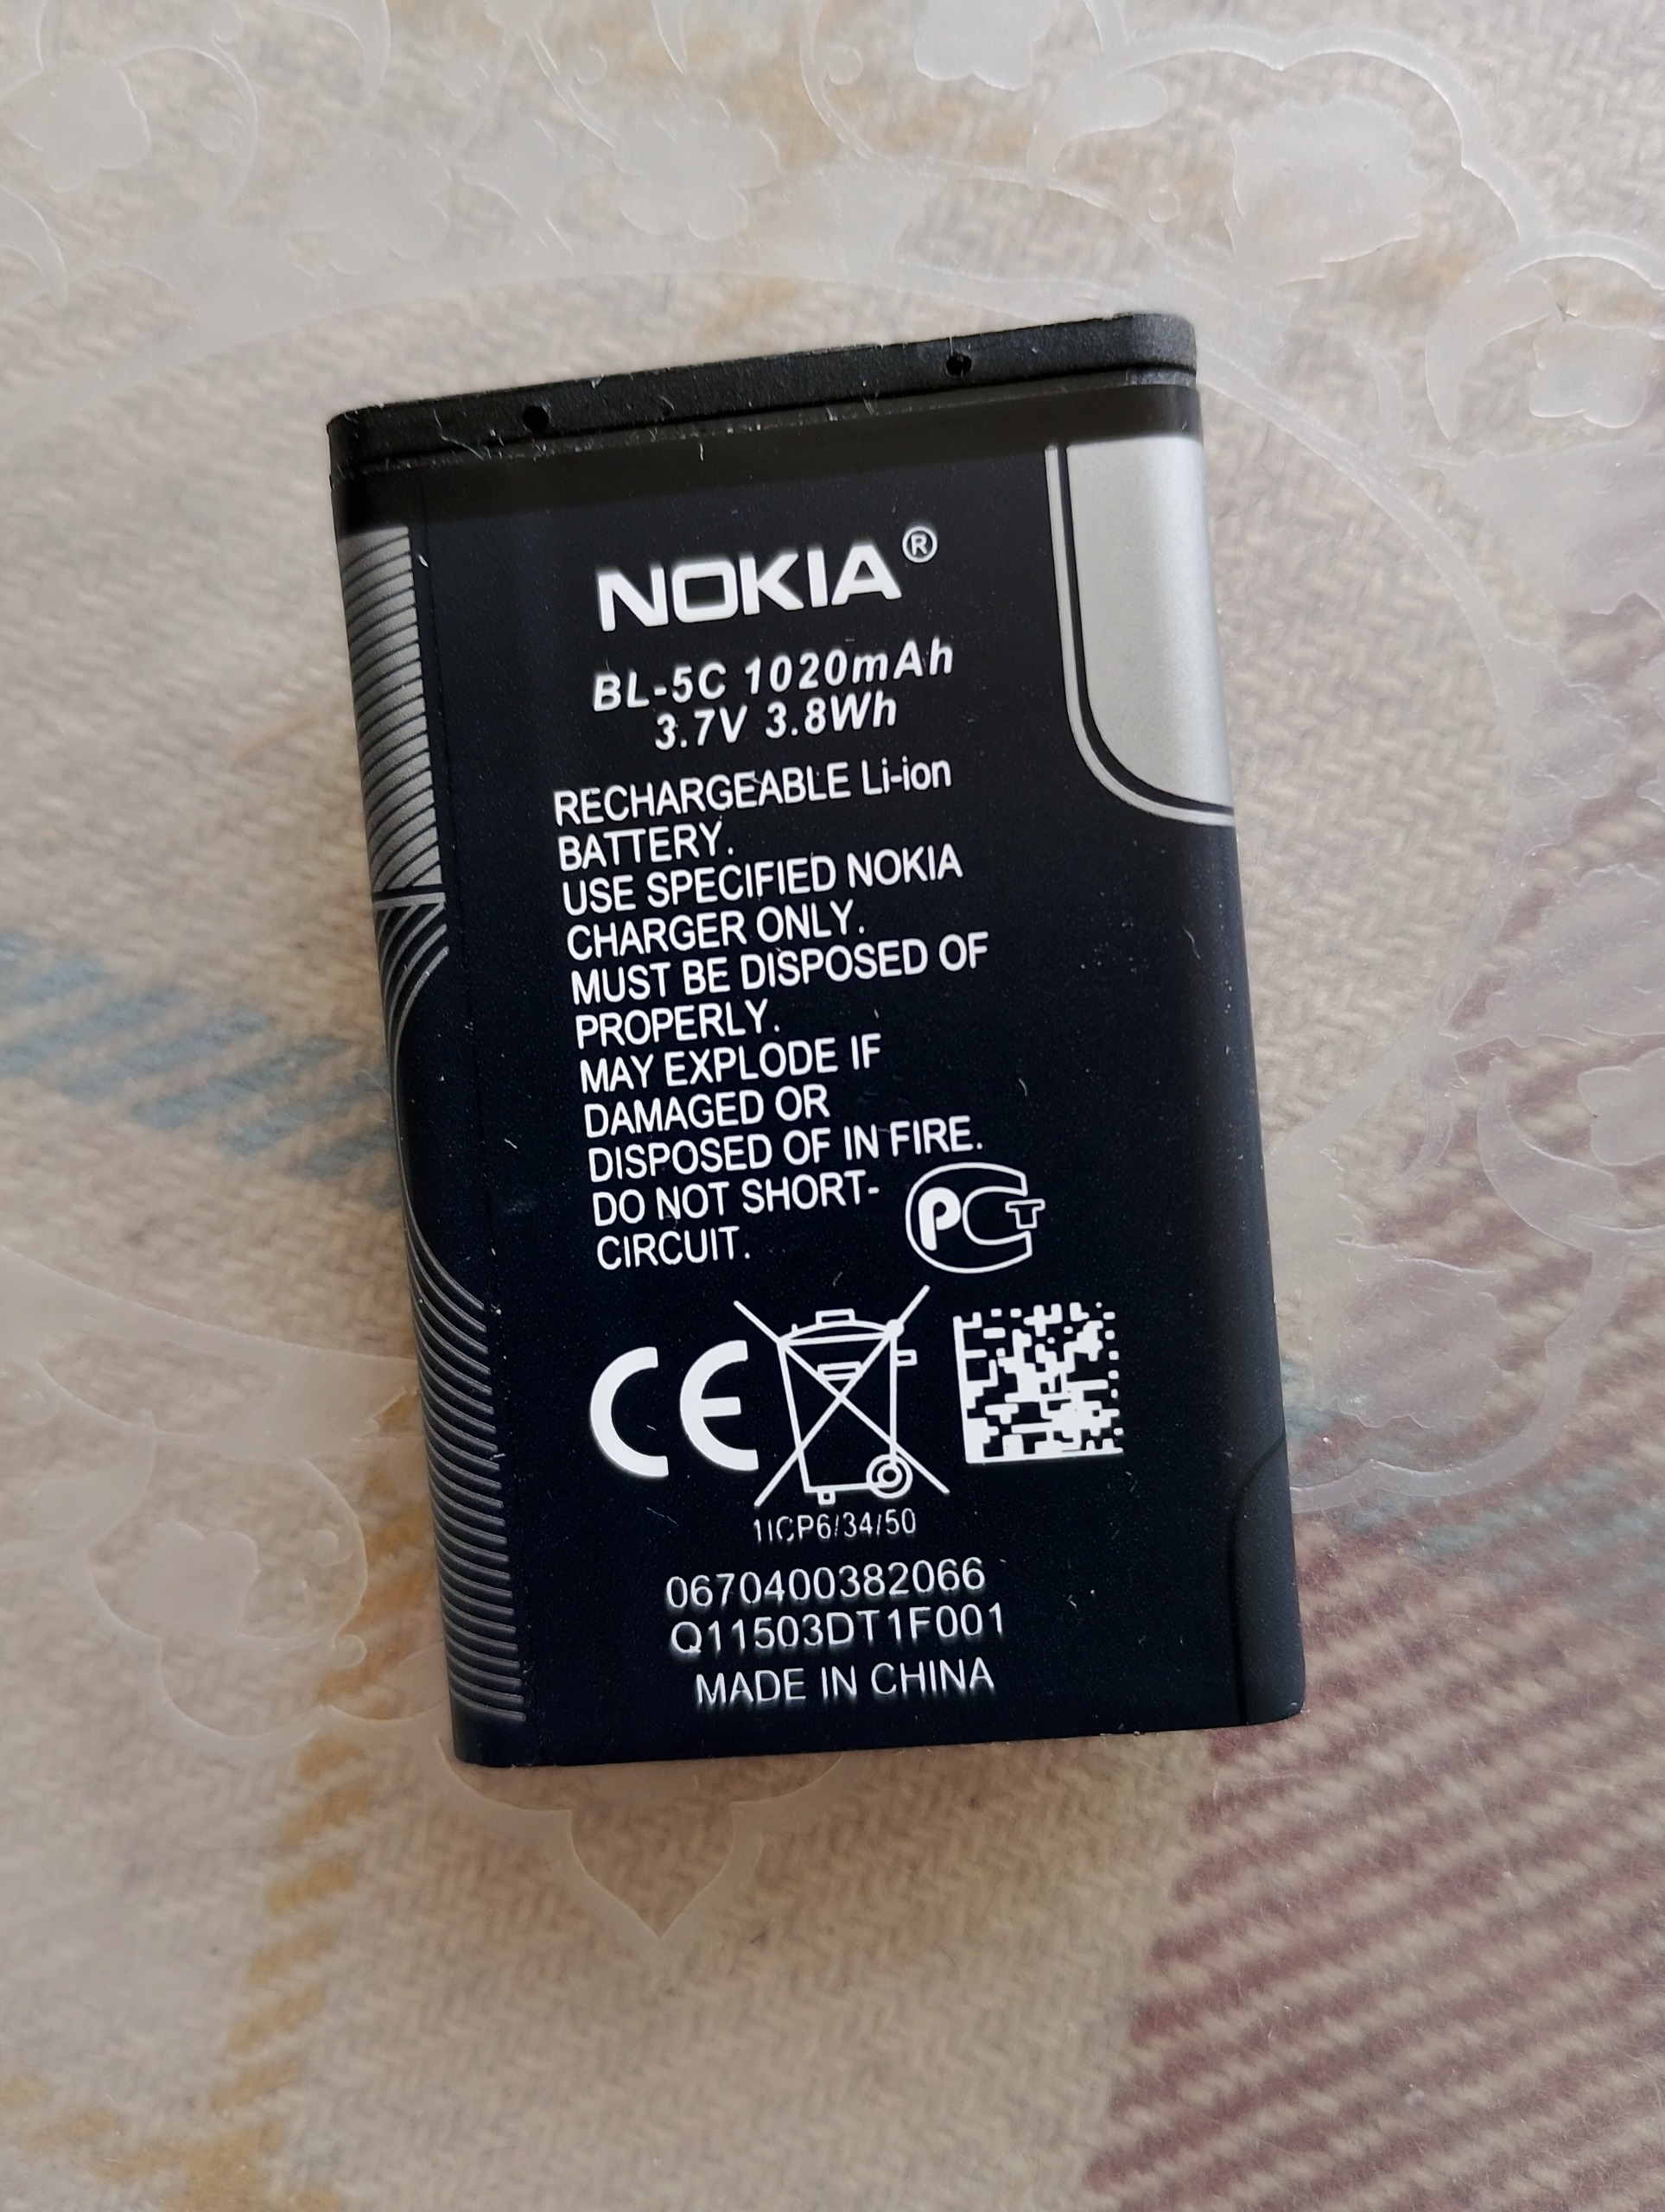 NOKIA®
BL-5C 1020mAh
3.7V 3.8Wh
RECHARGEABLE Li-ion
BATTERY.
USE SPECIFIED NOKIA
CHARGER ONLY.
MUST BE DISPOSED OF
PROPERLY.
MAY EXPLODE IF
DAMAGED OR
DISPOSED OF IN FIRE.
DO NOT SHORT-
CIRCUIT.
PCT
CE
1ICP6/34/50
0670400382066
Q11503DT1F001
MADE IN CHINA